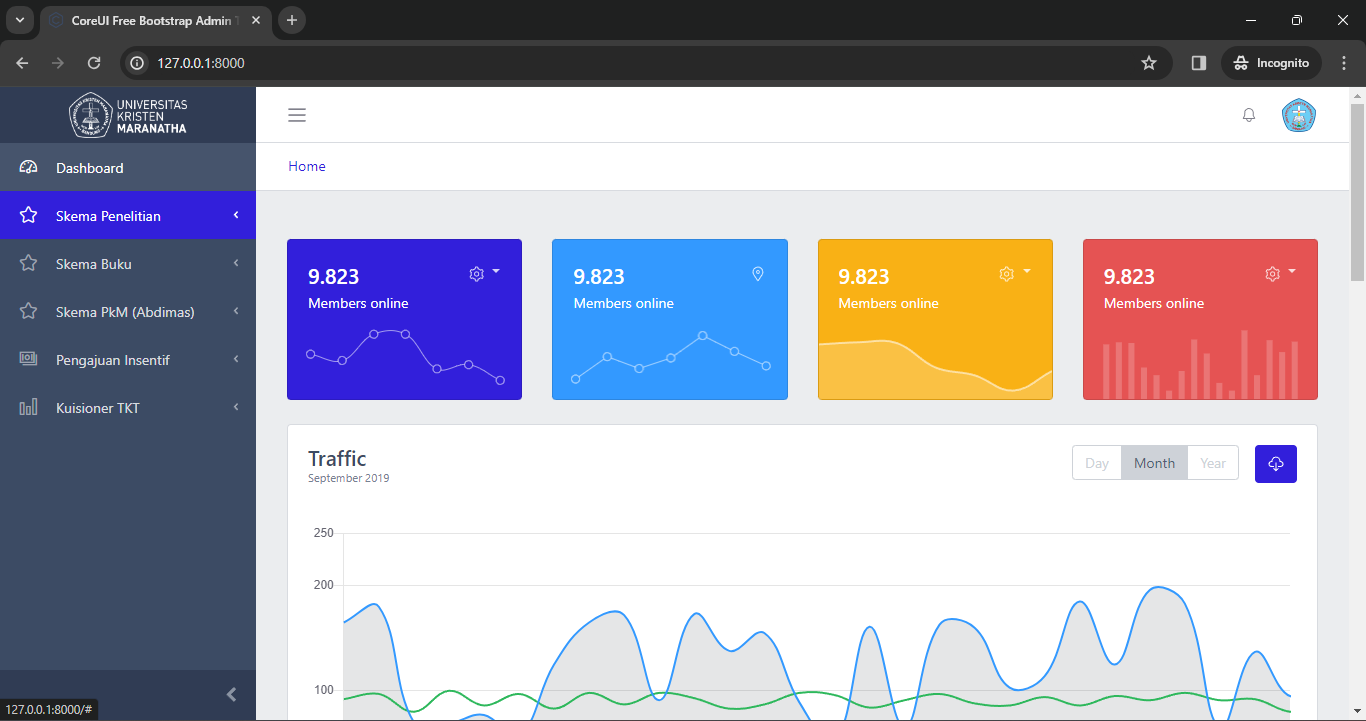 CoreUI Free Bootstrap Admin
127.0.0.1:8000
Incognito
UNIVERSITAS
KRISTEN
MARANATHA
Dashboard
Skema Penelitian
Skema Buku
Skema PkM (Abdimas)
Pengajuan Insentif
Kuisioner TKT
Home
9.823
Members online
9.823
Members online
9.823
Members online
9.823
Members online
Traffic
September 2019
Day
Month
Year
250
200
100
127.0.0.1:8000/#